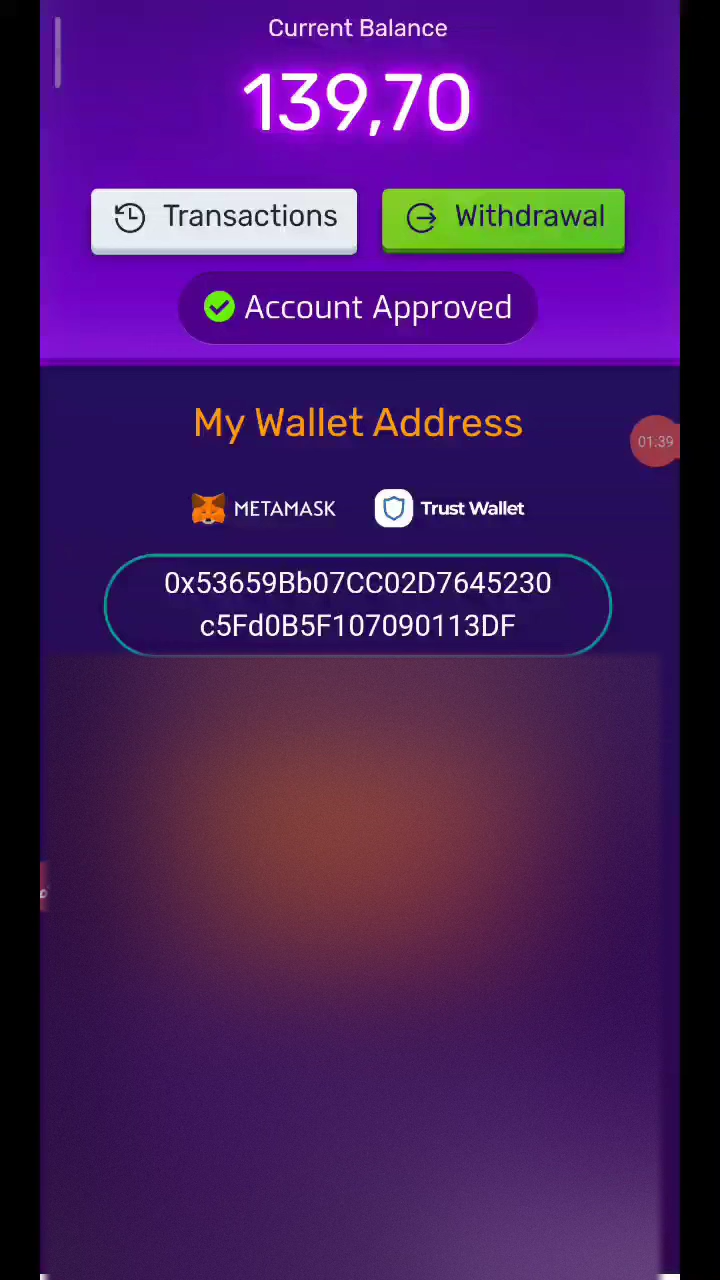 Current Balance
139,70
Transactions
Withdrawal
Account Approved
My Wallet Address
01:39
METAMASK
Trust Wallet
0x53659Bb07CC02D7645230
c5Fd0B5F107090113DF